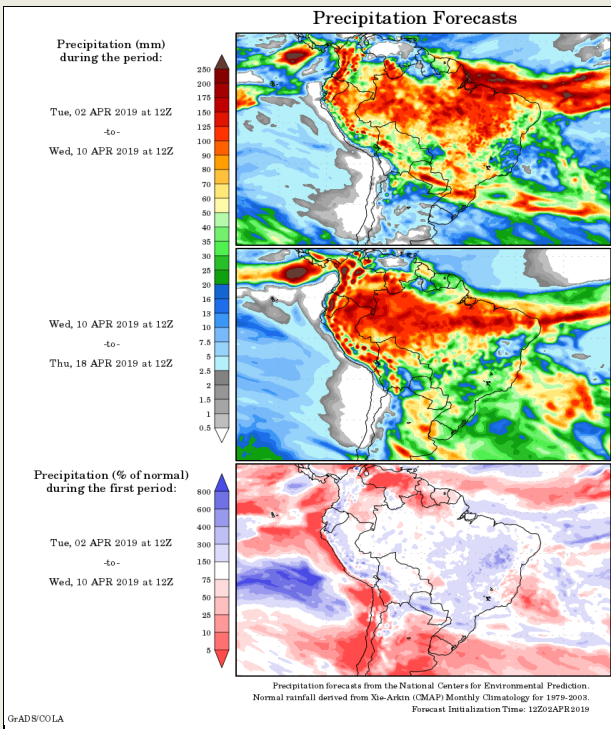 Precipitation Forecasts
Precipitation (mm)
during the period:
Tue, 02 APR 2019 at 12Z
-to-
Wed, 10 APR 2019 at 12Z
250
200
175
150
125
100
90
80
70
60
50
40
35
30
25
20
16
13
10
7.5
5
2.5
2
1.5
1
0.5
Wed, 10 APR 2019 at 12Z
-to-
Thu, 18 APR 2019 at 12Z
Precipitation (% of normal)
during the first period:
Tue, 02 APR 2019 at 12Z
-to-
Wed, 10 APR 2019 at 12Z
800
600
400
300
150
75
50
25
10
5
Precipitation forecasts from the National Centers for Environmental Prediction.
Normal rainfall derived from Xie-Arkin (CMAP) Monthly Climatology for 1979-2003.
Forecast Initialization Time: 12Z02APR2019
GrADS/COLA